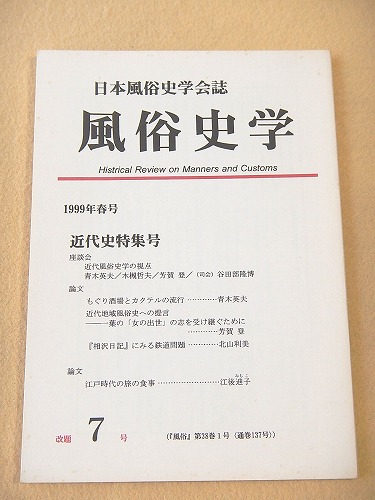 日本風俗史学会誌
風俗史学
Histrical Review on Manners and Customs
1999年春号
近代史特集号
座談会
近代風俗史学の視点
青木英夫／木槻哲夫／芳賀 登／（司会）谷田部隆博
論文
もぐり酒場とカクテルの流行 …………青木英夫
近代地域風俗史への提言
――一葉の「女の出世」の志を受け継ぐために
…………芳賀 登
『相沢日記』にみる鉄道問題 …………北山利美
論文
江戸時代の旅の食事 ……………………江後迪子
みちこ
改題 7 号
（『風俗』第38巻1号（通巻137号））